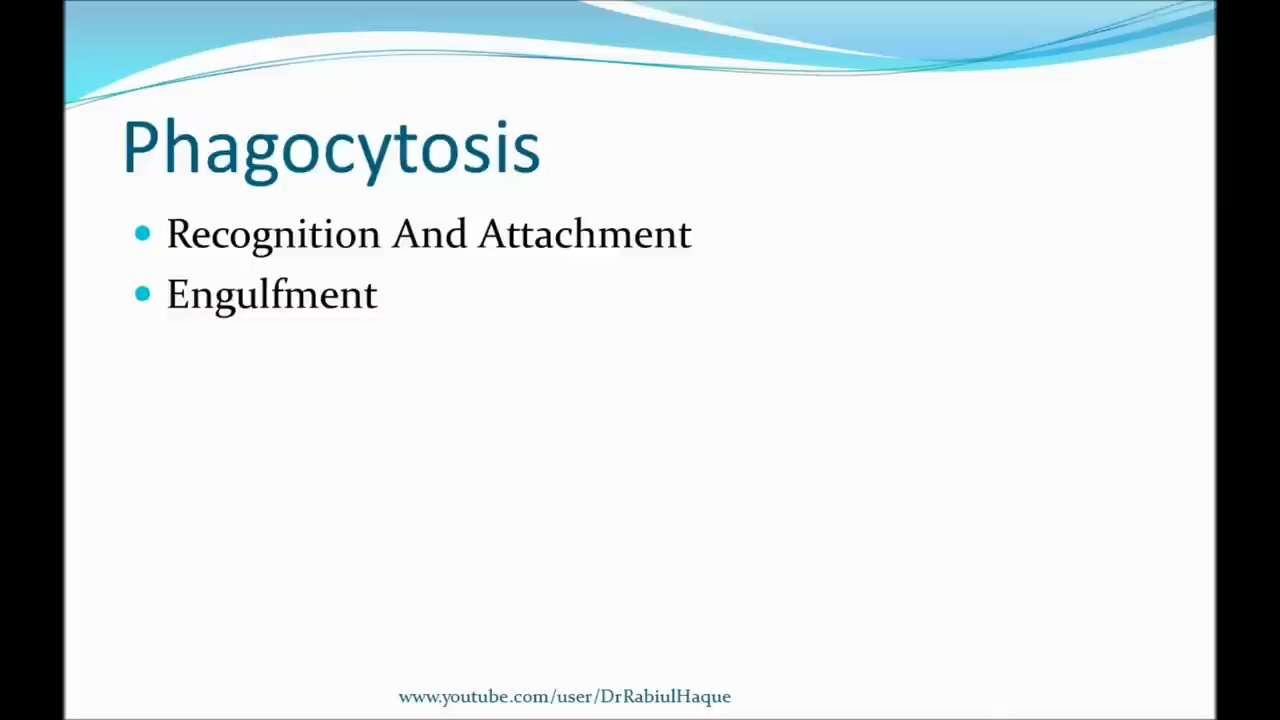 Phagocytosis
Recognition And Attachment
Engulfment
www.youtube.com/user/DrRabiulHaque